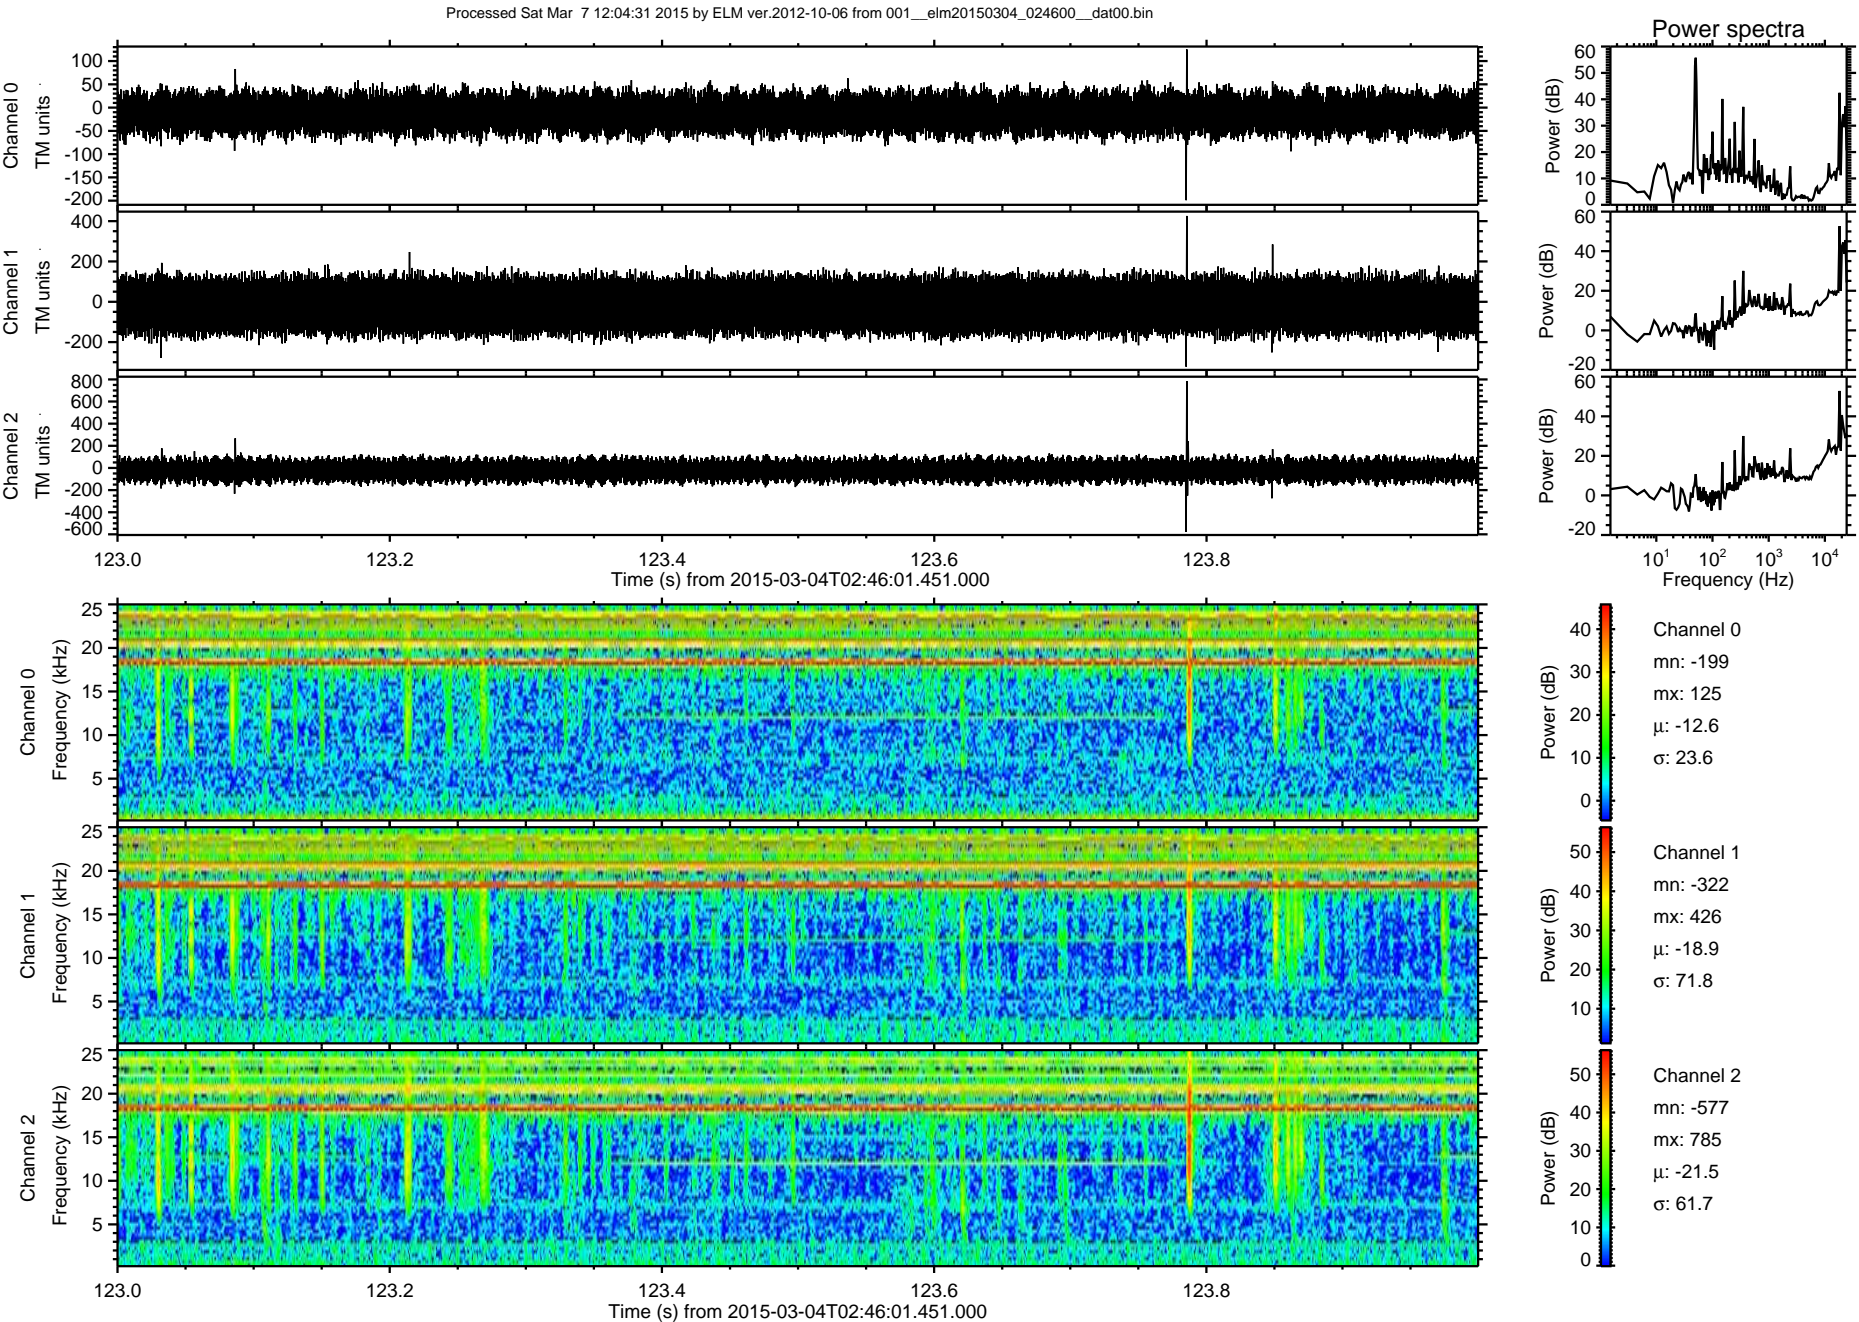 Processed Sat Mar  7 12:04:31 2015 by ELM ver.2012-10-06 from 001__elm20150304_024600__dat00.bin
Power spectra
Channel 0
TM units
100
50
0
-50
-100
-150
-200
Power (dB)
60
50
40
30
20
10
0
Channel 1
TM units
400
200
0
-200
Power (dB)
60
40
20
0
-20
Channel 2
TM units
800
600
400
200
0
-200
-400
-600
Power (dB)
60
40
20
0
-20
123.0 123.2 123.4 123.6 123.8
Time (s) from 2015-03-04T02:46:01.451.000
10^1 10^2 10^3 10^4
Frequency (Hz)
Channel 0
Frequency (kHz)
25
20
15
10
5
Power (dB)
40
30
20
10
0
Channel 0
mn: -199
mx: 125
μ: -12.6
σ: 23.6
Channel 1
Frequency (kHz)
25
20
15
10
5
Power (dB)
50
40
30
20
10
Channel 1
mn: -322
mx: 426
μ: -18.9
σ: 71.8
Channel 2
Frequency (kHz)
25
20
15
10
5
Power (dB)
50
40
30
20
10
0
Channel 2
mn: -577
mx: 785
μ: -21.5
σ: 61.7
123.0 123.2 123.4 123.6 123.8
Time (s) from 2015-03-04T02:46:01.451.000